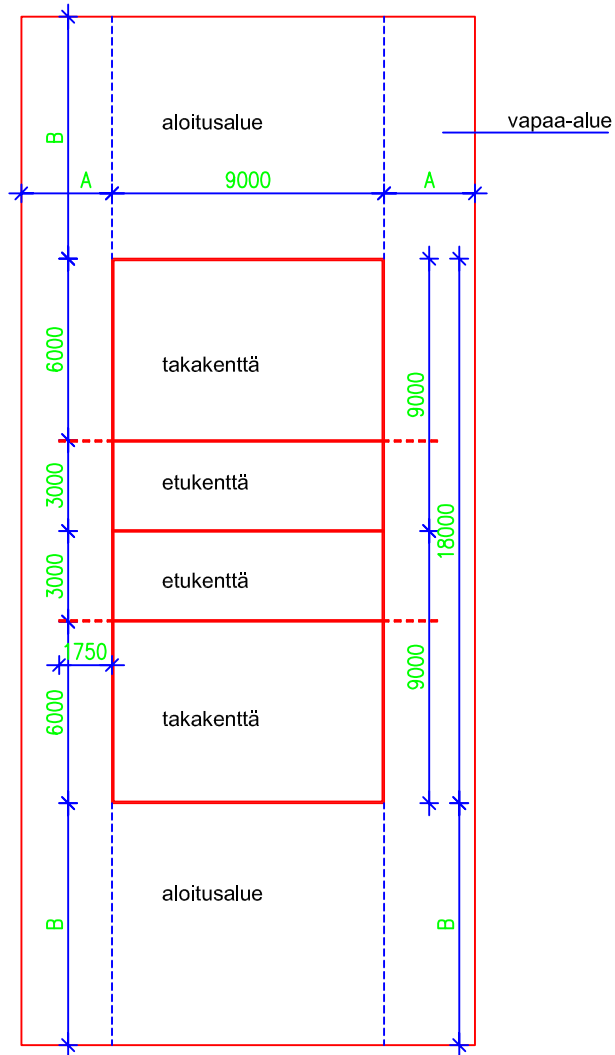 aloitusalue
vapaa-alue
B
A
9000
A
6000
takakenttä
9000
3000
etukenttä
18000
3000
etukenttä
1750
9000
6000
takakenttä
aloitusalue
B
B